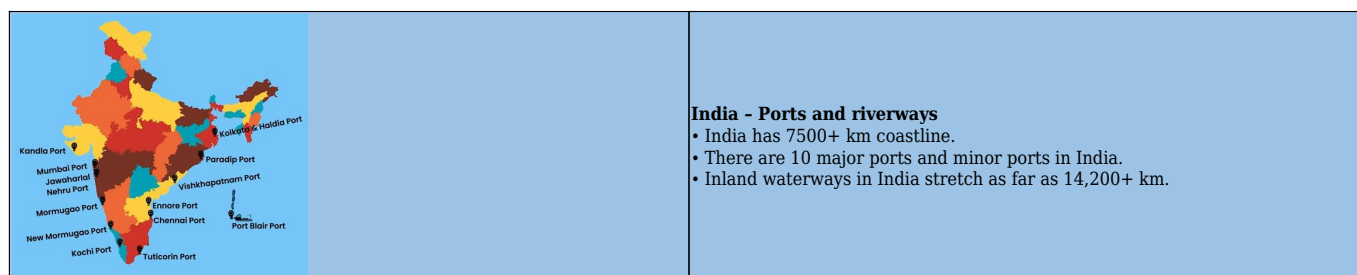 Kolkata & Haldia Port
Kandla Port
Paradip Port
Mumbai Port
Jawaharlal
Nehru Port
Vishkhapatnam Port
Mormugao Port
Ennore Port
Chennai Port
Port Blair Port
New Mormugao Port
Kochi Port
Tuticorin Port
India – Ports and riverways
• India has 7500+ km coastline.
• There are 10 major ports and minor ports in India.
• Inland waterways in India stretch as far as 14,200+ km.